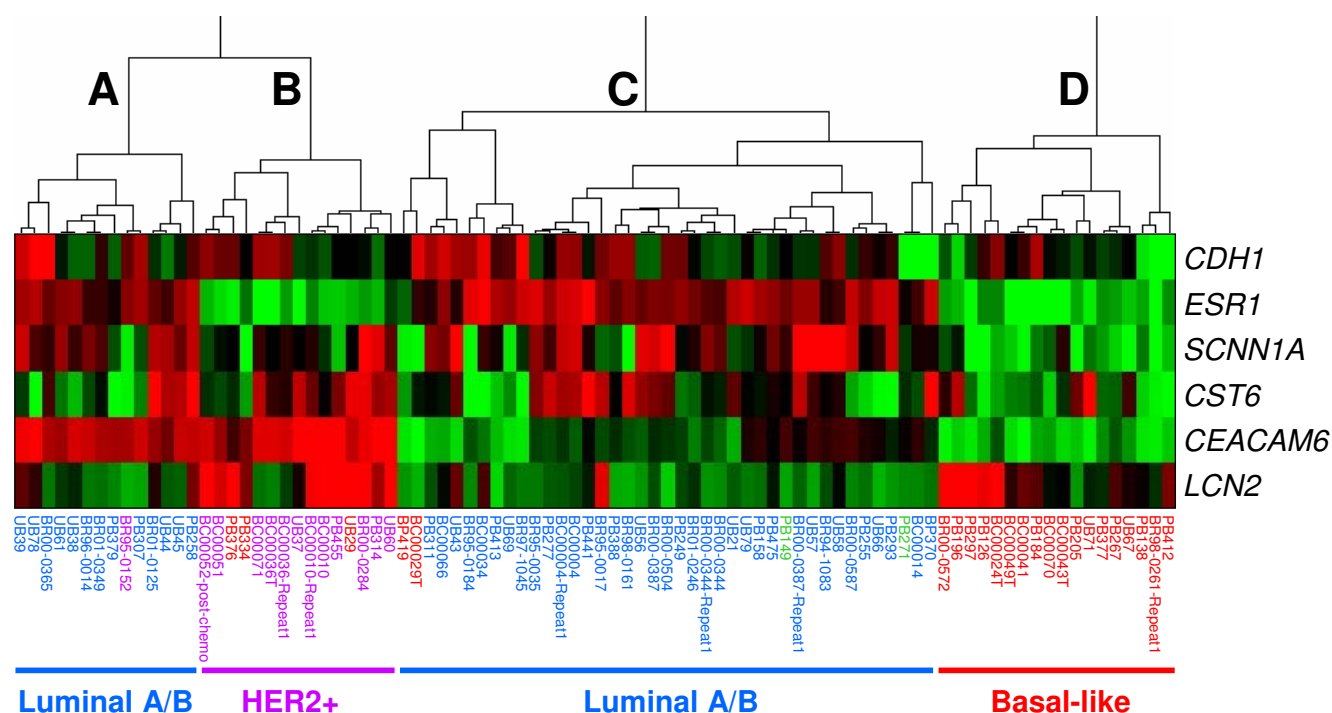 A
B
C
D
CDH1
ESR1
SCNN1A
CST6
CEACAM6
LCN2
UB39
UB78
BR00-0365
UB61
UB38
BR96-0014
BR01-0349
PB379
BR95-0152
PB307
BR01-0125
UB44
UB45
PB258
BC00052-post-chemo
BC00051
PB376
PB334
BC00071
BC00036T
BC00036-Repeat1
UB37
BC00010-Repeat1
BC00010
PB455
UB29
PB314
UB60
BP419
BC00029T
PB311
BC00066
UB43
BR95-0184
BC00034
PB413
UB69
BR97-1045
BR95-0035
PB277
BC00004-Repeat1
BC00004
PB441
BR95-0017
PB388
BR98-0161
UB56
BR00-0387
BR00-0504
PB249
BR01-0246
BR00-0344-Repeat1
BR00-0344
UB21
UB79
PB158
PB475
PB149
BR00-0387-Repeat1
BR94-1083
UB58
BR00-0587
PB255
UB66
PB293
PB271
BC00014
BP370
BR00-0572
PB196
PB297
PB126
BC00024T
BC00049T
BC00041
PB184
BC00070
BC00043T
PB205
UB71
PB377
PB267
UB67
PB138
BR98-0261-Repeat1
PB412
Luminal A/B
HER2+
Luminal A/B
Basal-like